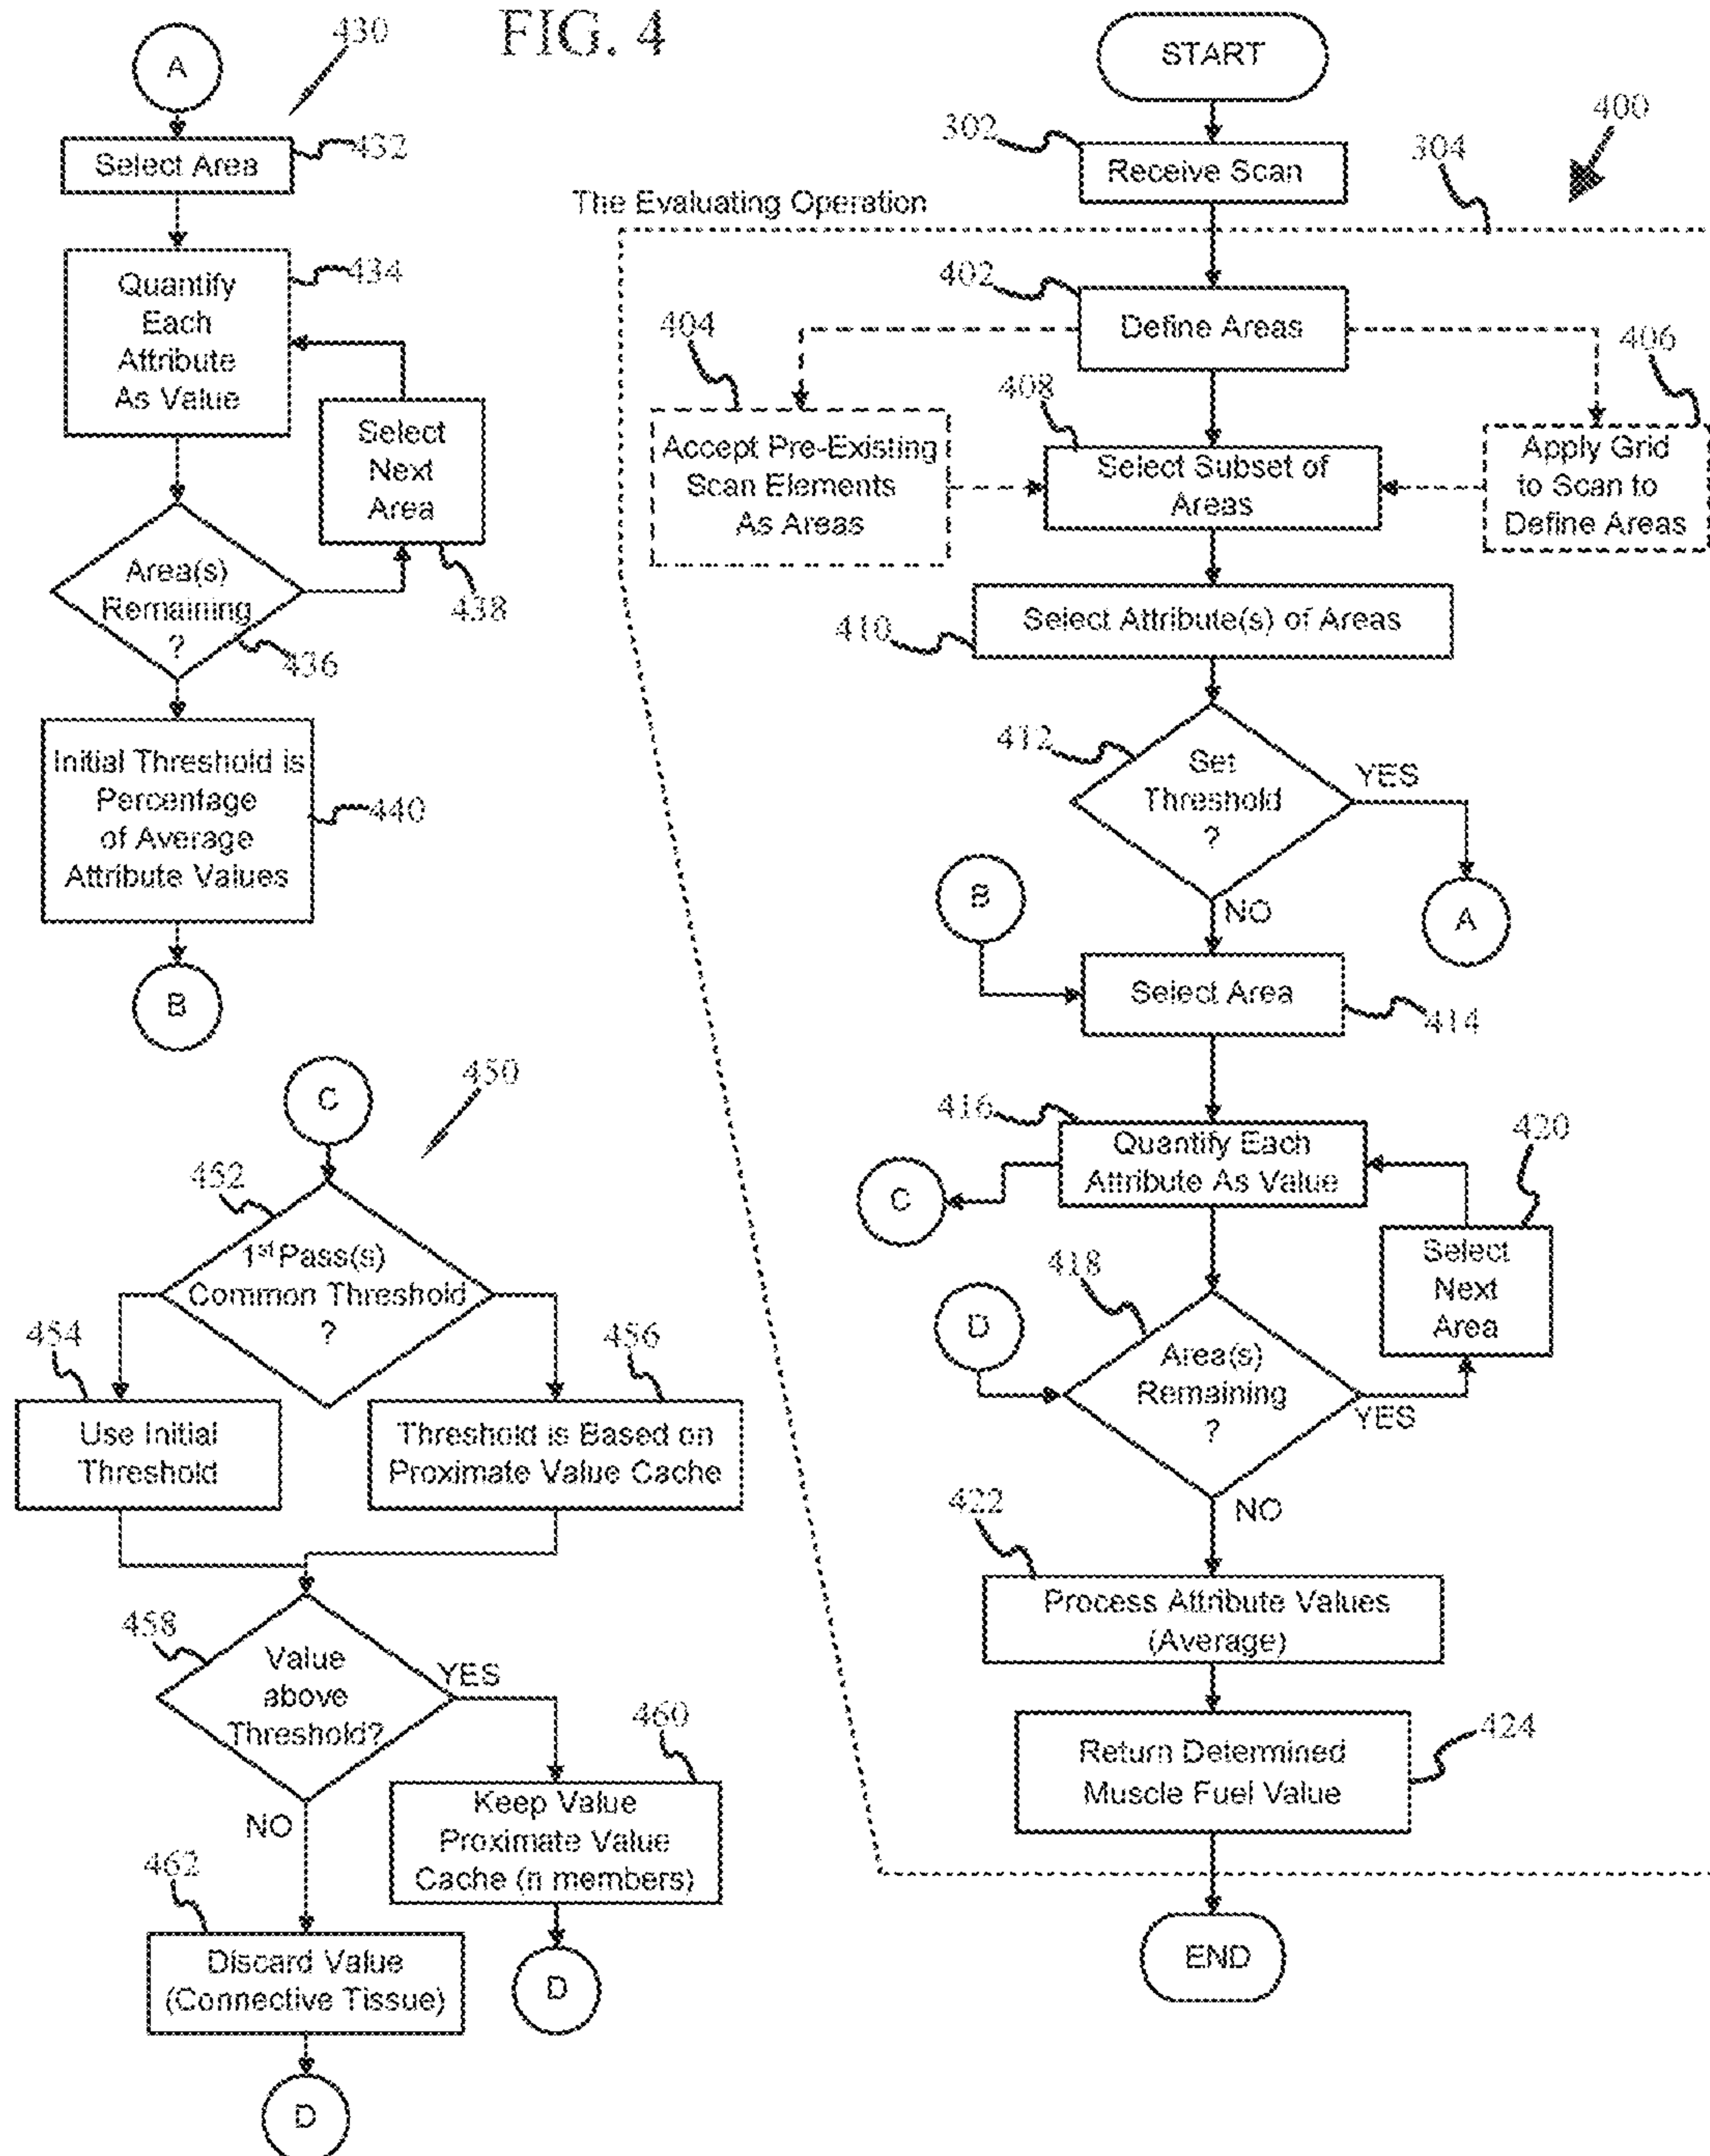 FIG. 4
A
430
Select Area
432
Quantify
Each
Attribute
As Value
434
Select
Next
Area
438
Area(s)
Remaining
?
436
Initial Threshold is
Percentage
of Average
Attribute Values
440
B
C
450
452
1st Pass(s)
Common Threshold
?
454
Use Initial
Threshold
456
Threshold is Based on
Proximate Value Cache
458
Value
above
Threshold?
YES
NO
460
Keep Value
Proximate Value
Cache (n members)
D
462
Discard Value
(Connective Tissue)
D
START
400
302
Receive Scan
304
The Evaluating Operation
402
Define Areas
404
Accept Pre-Existing
Scan Elements
As Areas
406
Apply Grid
to Scan to
Define Areas
408
Select Subset of
Areas
410
Select Attribute(s) of Areas
412
Set
Threshold
?
YES
A
NO
B
Select Area
414
416
Quantify Each
Attribute As Value
C
420
Select
Next
Area
418
D
Area(s)
Remaining
?
YES
NO
422
Process Attribute Values
(Average)
Return Determined
Muscle Fuel Value
424
END